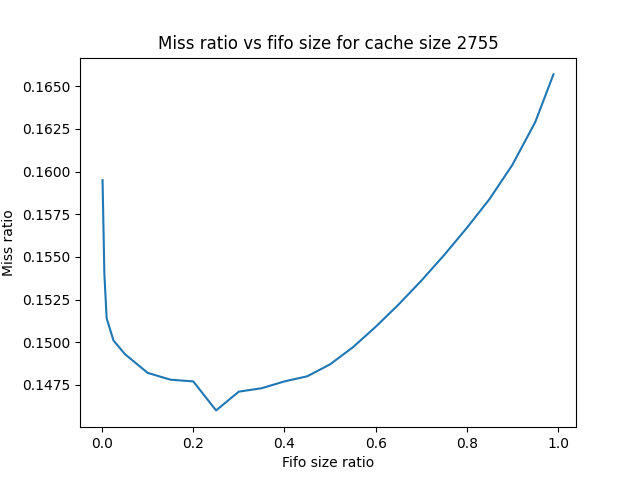 Miss ratio vs fifo size for cache size 2755
0.1650
0.1625
0.1600
0.1575
0.1550
0.1525
0.1500
0.1475
Miss ratio
0.0 0.2 0.4 0.6 0.8 1.0
Fifo size ratio